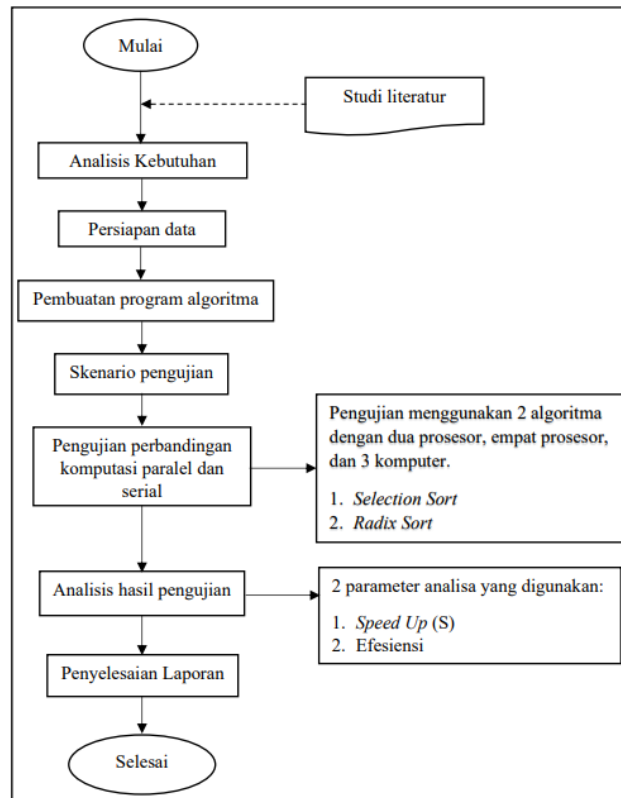 Mulai
Studi literatur
Analisis Kebutuhan
Persiapan data
Pembuatan program algoritma
Skenario pengujian
Pengujian perbandingan
komputasi paralel dan
serial
Pengujian menggunakan 2 algoritma
dengan dua prosesor, empat prosesor,
dan 3 komputer.
1. Selection Sort
2. Radix Sort
Analisis hasil pengujian
2 parameter analisa yang digunakan:
1. Speed Up (S)
2. Efesiensi
Penyelesaian Laporan
Selesai